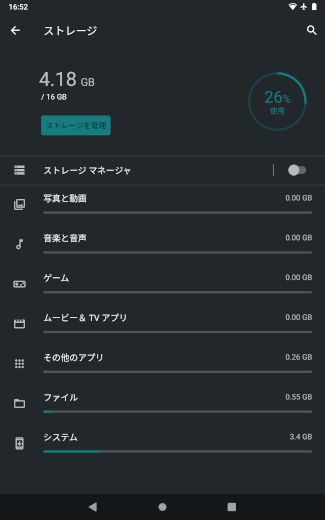 16:52
ストレージ
4.18 GB
/ 16 GB
26%
使用
ストレージを管理
ストレージ マネージャ
写真と動画 0.00 GB
音楽と音声 0.00 GB
ゲーム 0.00 GB
ムービー & TV アプリ 0.00 GB
その他のアプリ 0.26 GB
ファイル 0.55 GB
システム 3.4 GB